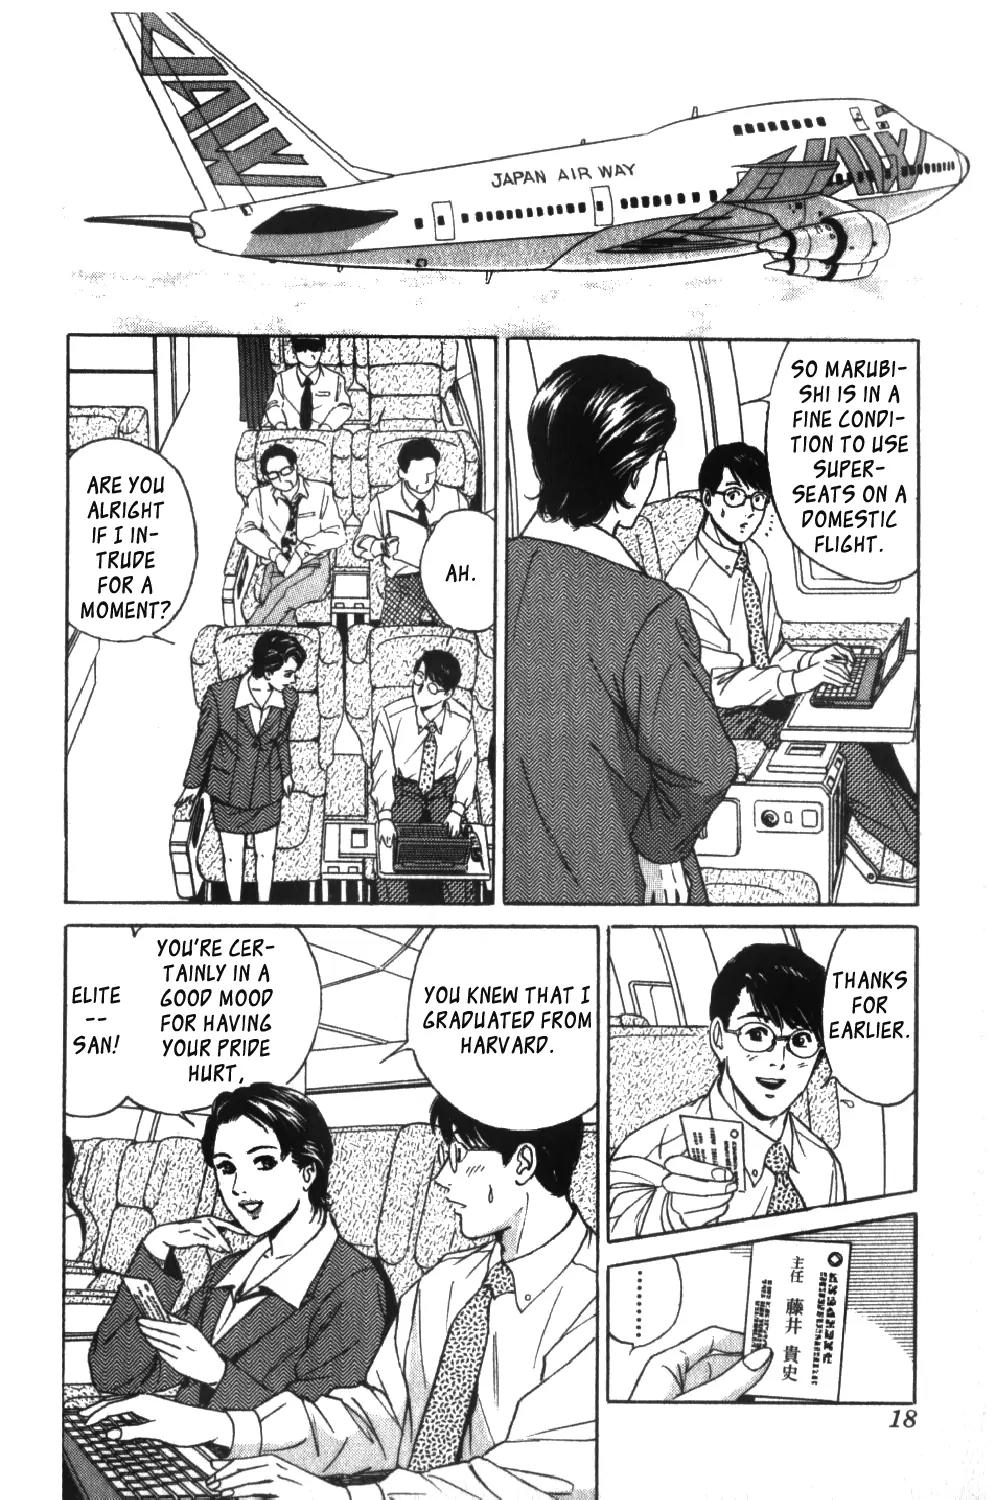 JAW
JAPAN AIR WAY
JAW
SO MARUBI-
SHI IS IN A
FINE CONDI-
TION TO USE
SUPER-
SEATS ON A
DOMESTIC
FLIGHT.
ARE YOU
ALRIGHT
IF I IN-
TRUDE
FOR A
MOMENT?
AH.
THANKS
FOR
EARLIER.
YOU KNEW THAT I
GRADUATED FROM
HARVARD.
YOU'RE CER-
TAINLY IN A
GOOD MOOD
FOR HAVING
YOUR PRIDE
HURT,
ELITE
--
SAN!
.........
主任 藤井 貴史
18